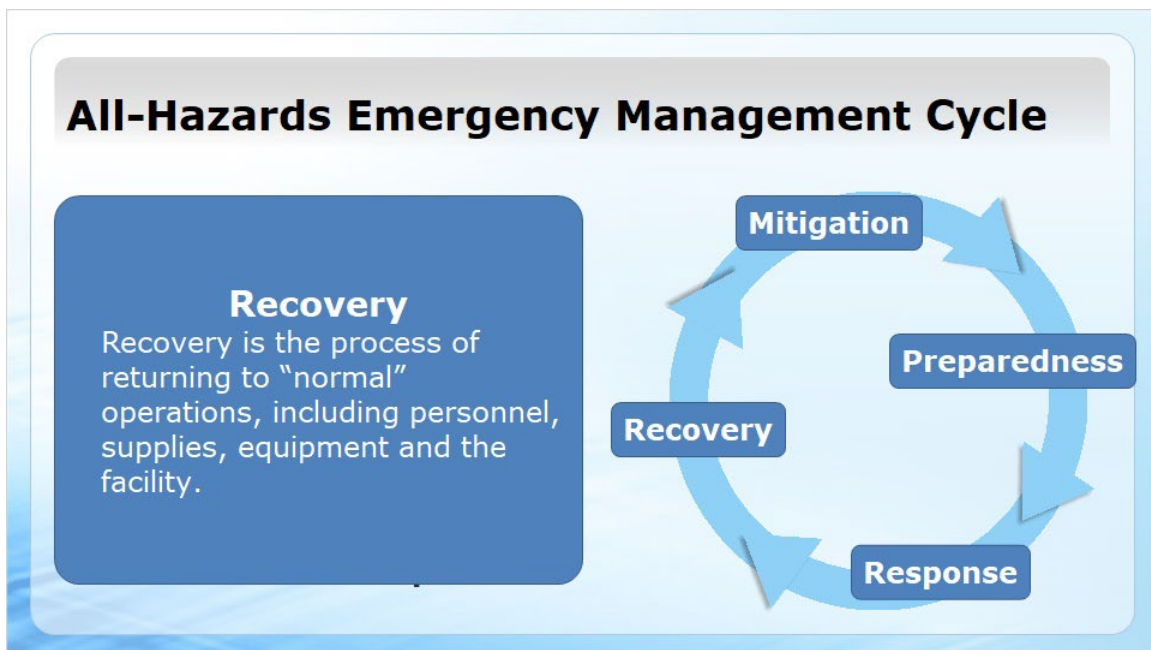 All-Hazards Emergency Management Cycle
Recovery
Recovery is the process of
returning to “normal”
operations, including personnel,
supplies, equipment and the
facility.
Mitigation
Preparedness
Response
Recovery